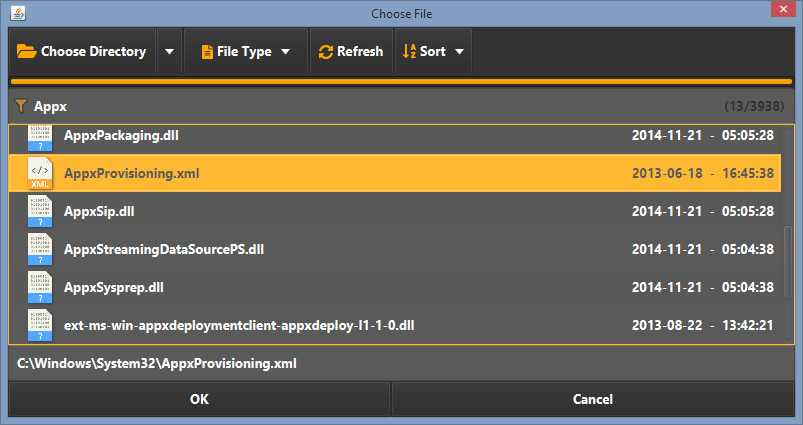 Choose File
Choose Directory File Type Refresh A Z Sort
Appx (13/3938)
AppxPackaging.dll 2014-11-21 - 05:05:28
</> XML AppxProvisioning.xml 2013-06-18 - 16:45:38
? AppxSip.dll 2014-11-21 - 05:05:28
? AppxStreamingDataSourcePS.dll 2014-11-21 - 05:04:38
? AppxSysprep.dll 2014-11-21 - 05:04:38
? ext-ms-win-appxdeploymentclient-appxdeploy-l1-1-0.dll 2013-08-22 - 13:42:21
C:\Windows\System32\AppxProvisioning.xml
OK Cancel